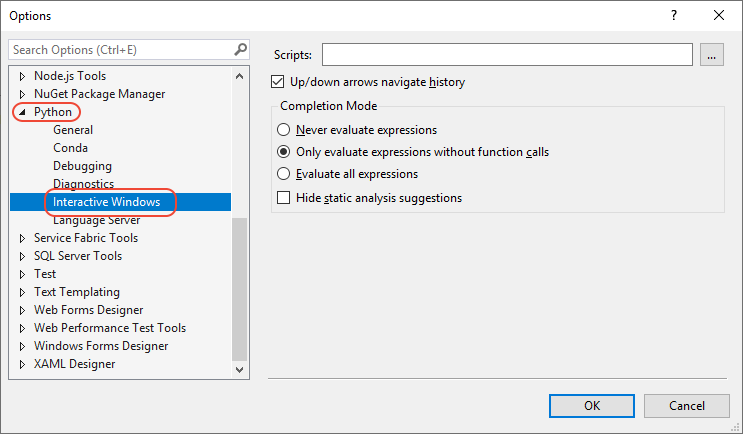 Options
?
Search Options (Ctrl+E)
Node.js Tools
NuGet Package Manager
Python
General
Conda
Debugging
Diagnostics
Interactive Windows
Language Server
Service Fabric Tools
SQL Server Tools
Test
Text Templating
Web Forms Designer
Web Performance Test Tools
Windows Forms Designer
XAML Designer
Scripts:
...
Up/down arrows navigate history
Completion Mode
Never evaluate expressions
Only evaluate expressions without function calls
Evaluate all expressions
Hide static analysis suggestions
OK
Cancel